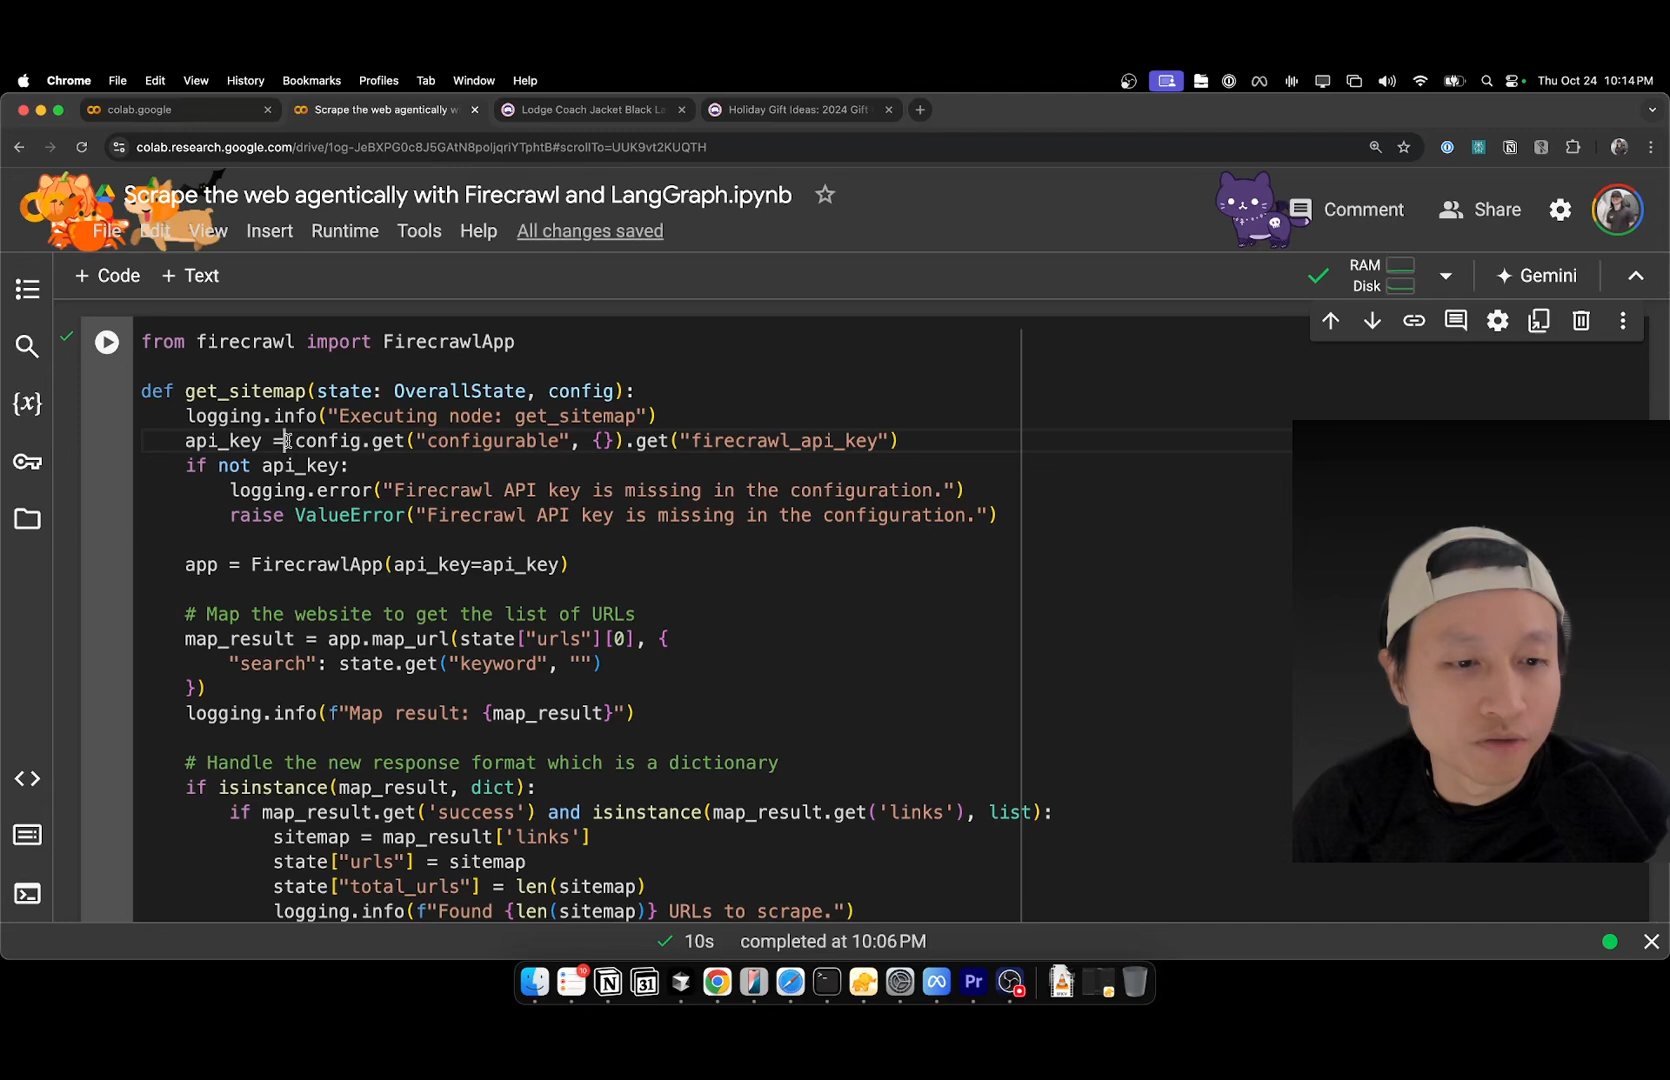 Chrome File Edit View History Bookmarks Profiles Tab Window Help
Thu Oct 24 10:14 PM
colab.google
Scrape the web agentically w
Lodge Coach Jacket Black La
Holiday Gift Ideas: 2024 Gift
colab.research.google.com/drive/1og-JeBXPG0c8J5GAtN8poljqriYTphtB#scrollTo=UUK9vt2KUQTH
Scrape the web agentically with Firecrawl and LangGraph.ipynb
Comment
Share
File Edit View Insert Runtime Tools Help All changes saved
+ Code + Text
RAM
Disk
Gemini
from firecrawl import FirecrawlApp
def get_sitemap(state: OverallState, config):
logging.info("Executing node: get_sitemap")
api_key = config.get("configurable", {}).get("firecrawl_api_key")
if not api_key:
logging.error("Firecrawl API key is missing in the configuration.")
raise ValueError("Firecrawl API key is missing in the configuration.")
app = FirecrawlApp(api_key=api_key)
# Map the website to get the list of URLs
map_result = app.map_url(state["urls"][0], {
"search": state.get("keyword", "")
})
logging.info(f"Map result: {map_result}")
# Handle the new response format which is a dictionary
if isinstance(map_result, dict):
if map_result.get('success') and isinstance(map_result.get('links'), list):
sitemap = map_result['links']
state["urls"] = sitemap
state["total_urls"] = len(sitemap)
logging.info(f"Found {len(sitemap)} URLs to scrape.")
10s completed at 10:06 PM
10
31
Pr